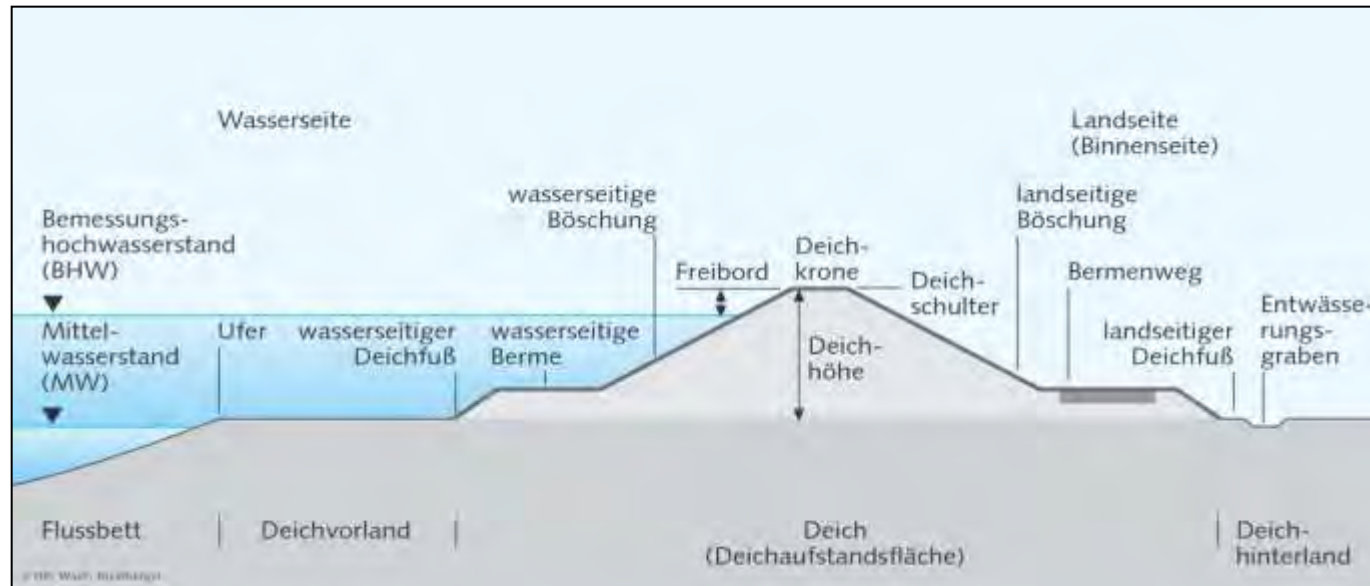 Wasserseite
Landseite
(Binnenseite)
wasserseitige
Böschung
landseitige
Böschung
Bemessungs-
hochwasserstand
(BHW)
Freibord
Deich-
krone
Deich-
schulter
Bermenweg
Mittel-
wasserstand
(MW)
Ufer
wasserseitiger
Deichfuß
wasserseitige
Berme
Deich-
höhe
landseitiger
Deichfuß
Entwässe-
rungs-
graben
Flussbett
Deichvorland
Deich
(Deichaufstandsfläche)
Deich-
hinterland